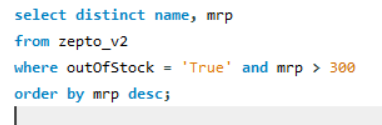 select distinct name, mrp
from zepto_v2
where outOfStock = 'True' and mrp > 300
order by mrp desc;